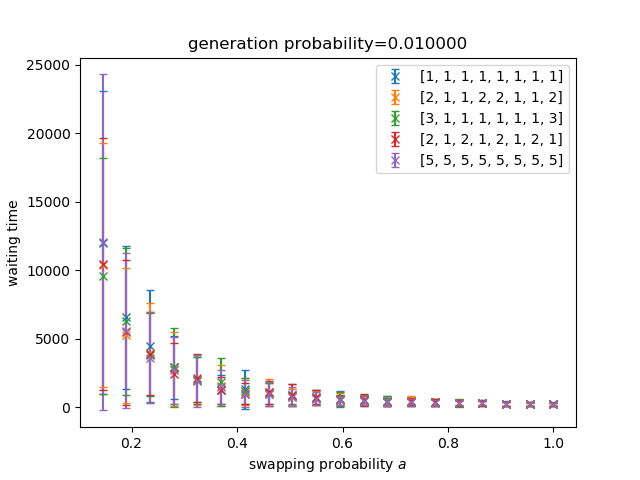 generation probability=0.010000
25000
20000
15000
10000
5000
0
waiting time
[1, 1, 1, 1, 1, 1, 1, 1]
[2, 1, 1, 2, 2, 1, 1, 2]
[3, 1, 1, 1, 1, 1, 1, 3]
[2, 1, 2, 1, 2, 1, 2, 1]
[5, 5, 5, 5, 5, 5, 5, 5]
0.2 0.4 0.6 0.8 1.0
swapping probability a